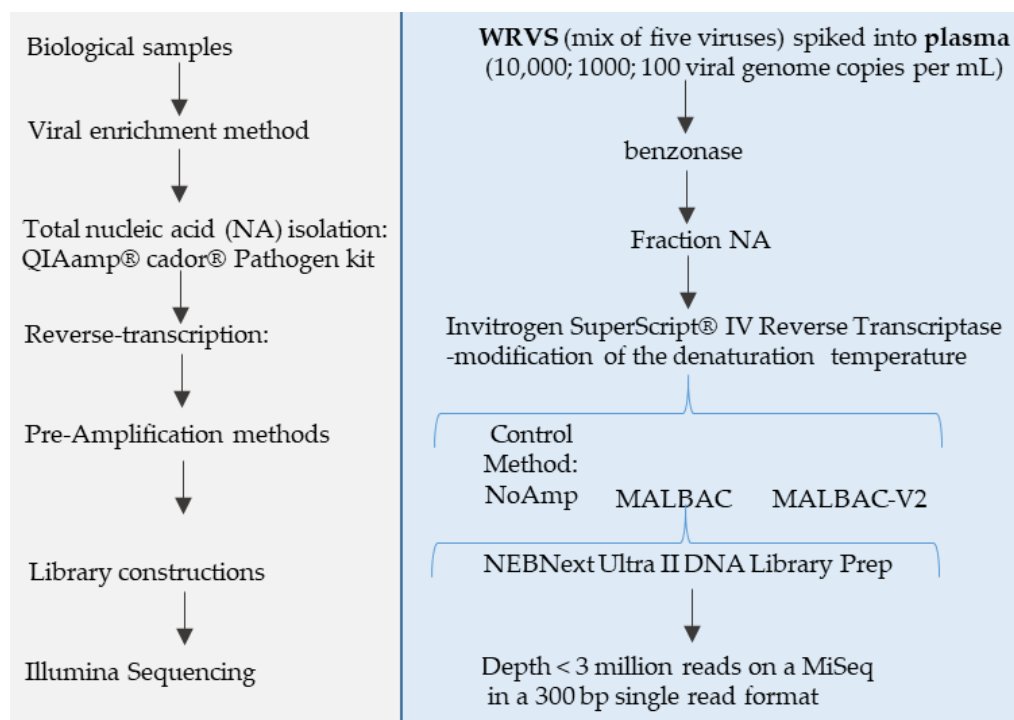 Biological samples
Viral enrichment method
Total nucleic acid (NA) isolation:
QIAamp® cador® Pathogen kit
Reverse-transcription:
Pre-Amplification methods
Library constructions
Illumina Sequencing
WRVS (mix of five viruses) spiked into plasma
(10,000; 1000; 100 viral genome copies per mL)
benzonase
Fraction NA
Invitrogen SuperScript® IV Reverse Transcriptase
-modification of the denaturation temperature
Control
Method:
NoAmp
MALBAC
MALBAC-V2
NEBNext Ultra II DNA Library Prep
Depth < 3 million reads on a MiSeq
in a 300 bp single read format